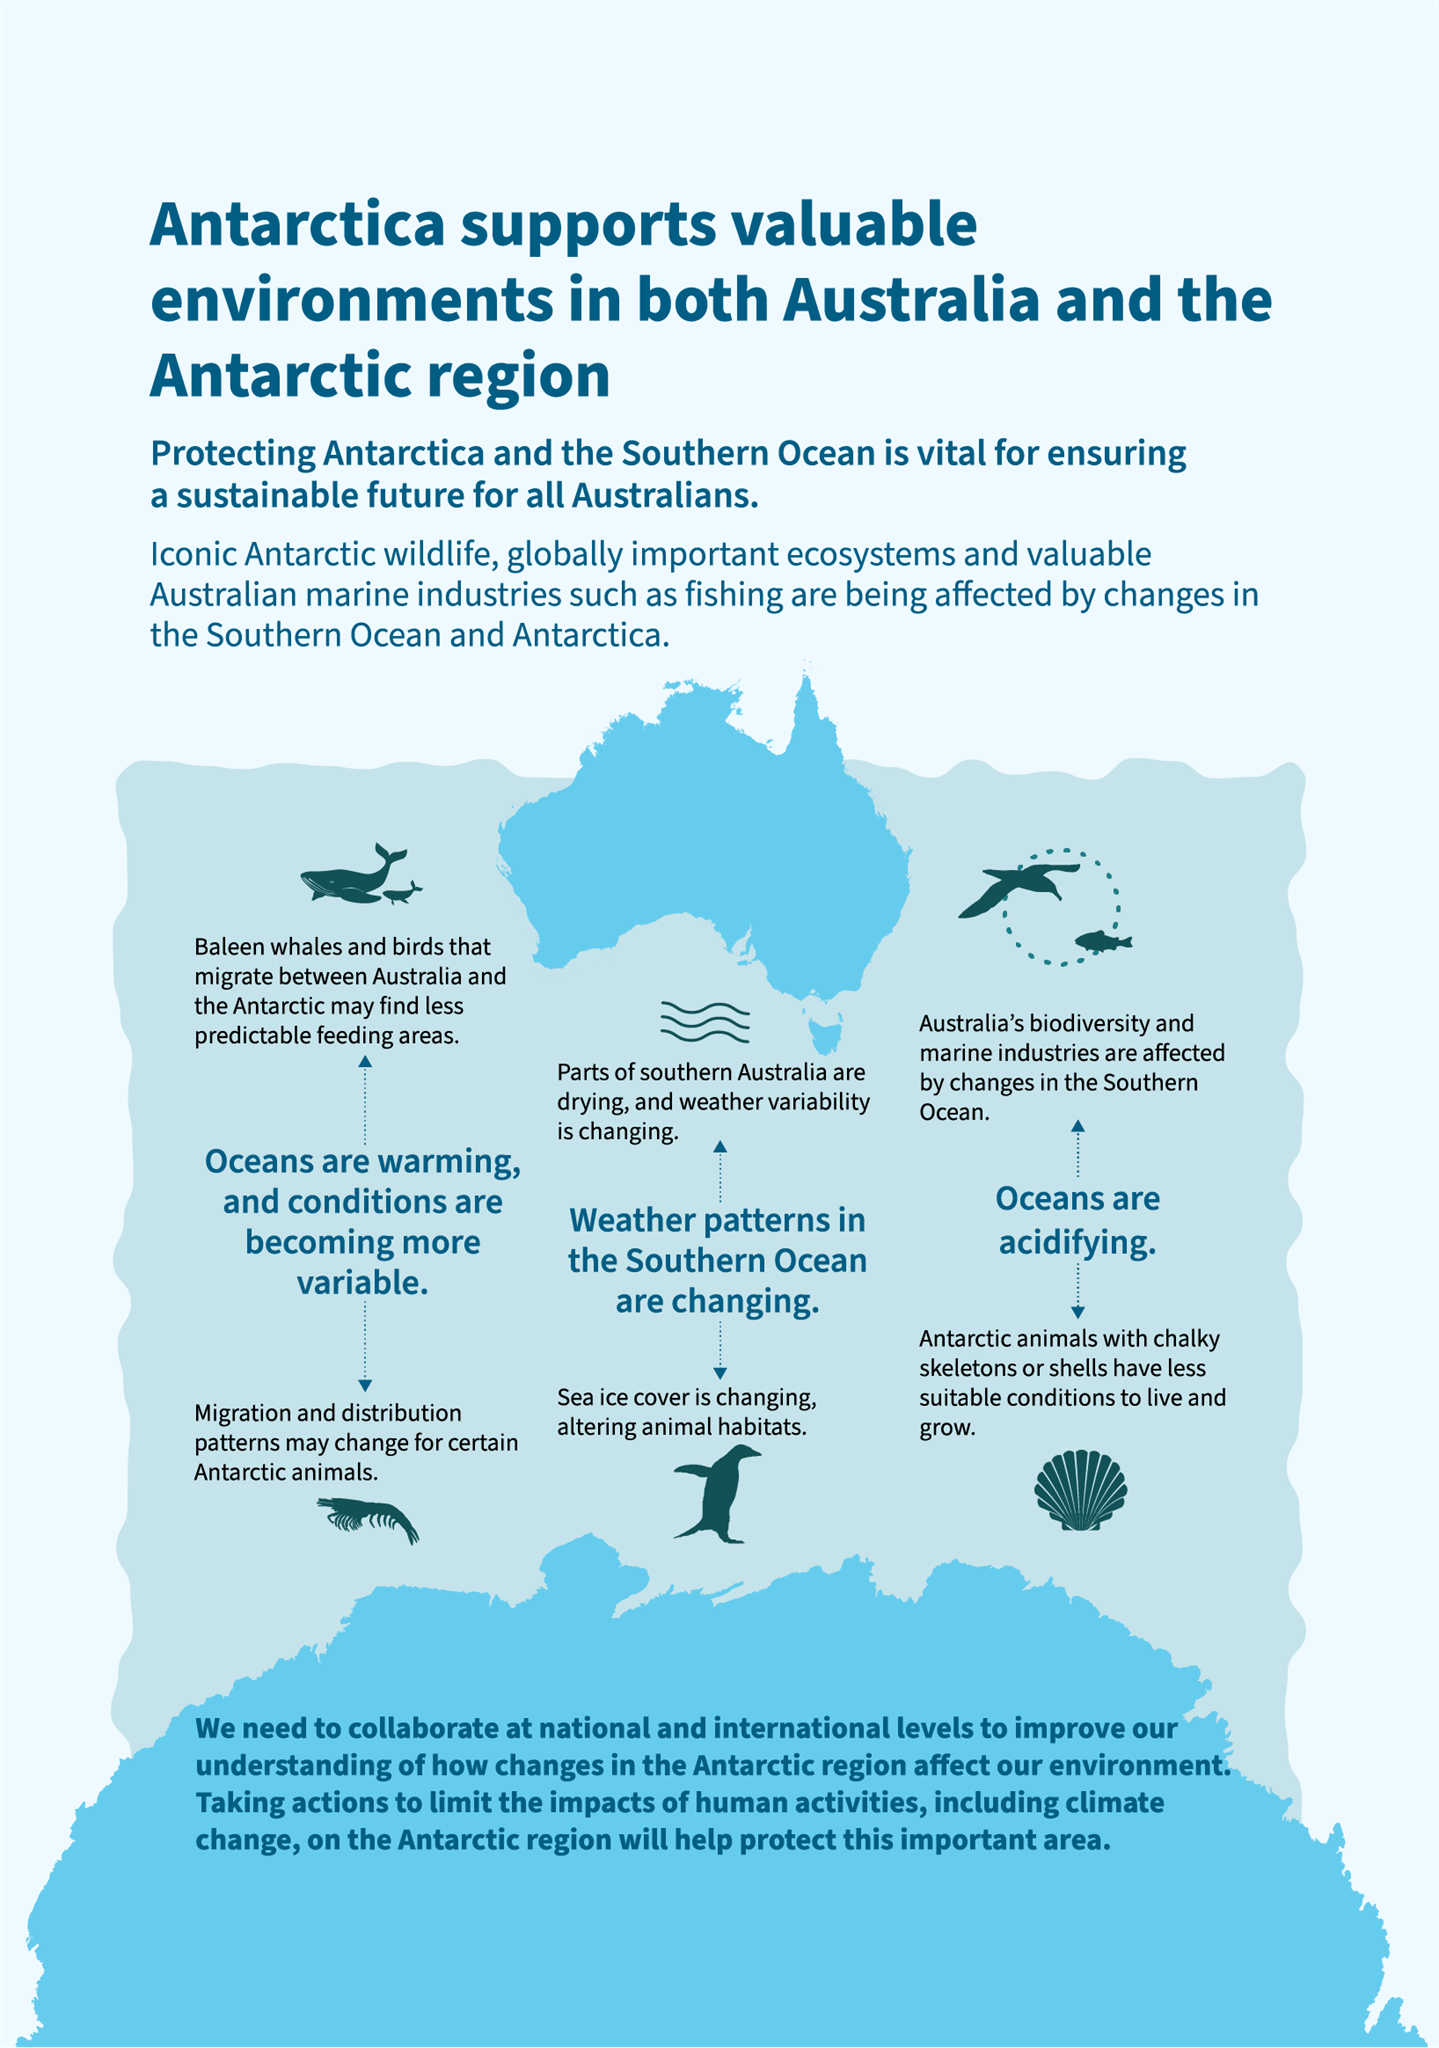 Antarctica supports valuable
environments in both Australia and the
Antarctic region
Protecting Antarctica and the Southern Ocean is vital for ensuring
a sustainable future for all Australians.
Iconic Antarctic wildlife, globally important ecosystems and valuable
Australian marine industries such as fishing are being affected by changes in
the Southern Ocean and Antarctica.
Baleen whales and birds that
migrate between Australia and
the Antarctic may find less
predictable feeding areas.
Oceans are warming,
and conditions are
becoming more
variable.
Migration and distribution
patterns may change for certain
Antarctic animals.
Parts of southern Australia are
drying, and weather variability
is changing.
Weather patterns in
the Southern Ocean
are changing.
Sea ice cover is changing,
altering animal habitats.
Australia’s biodiversity and
marine industries are affected
by changes in the Southern
Ocean.
Oceans are
acidifying.
Antarctic animals with chalky
skeletons or shells have less
suitable conditions to live and
grow.
We need to collaborate at national and international levels to improve our
understanding of how changes in the Antarctic region affect our environment.
Taking actions to limit the impacts of human activities, including climate
change, on the Antarctic region will help protect this important area.